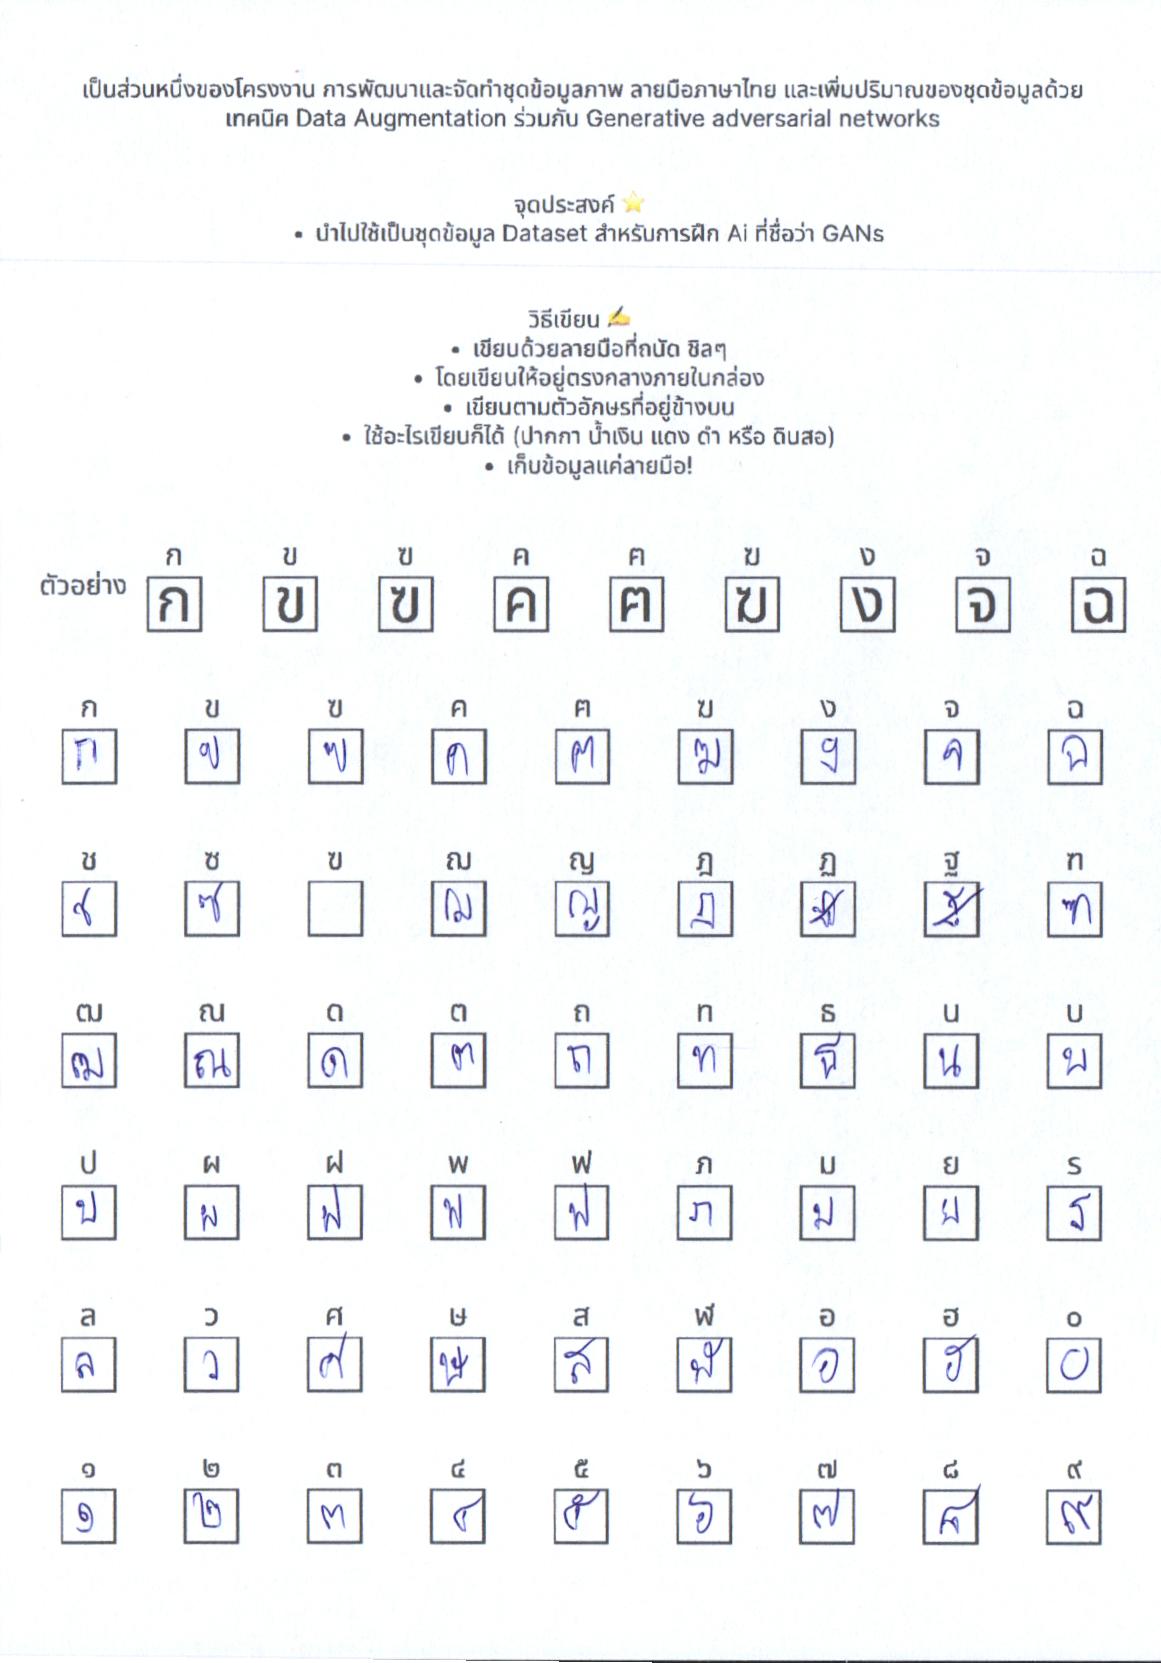 เป็นส่วนหนึ่งของโครงงาน การพัฒนาและจัดทำชุดข้อมูลภาพ ลายมือภาษาไทย และเพิ่มปริมาณของชุดข้อมูลด้วย
เทคนิค Data Augmentation ร่วมกับ Generative adversarial networks
จุดประสงค์ ⭐
• นำไปใช้เป็นชุดข้อมูล Dataset สำหรับการฝึก Ai ที่ชื่อว่า GANs
วิธีเขียน ✍️
• เขียนด้วยลายมือที่ถนัด ชิลๆ
• โดยเขียนให้อยู่ตรงกลางภายในกล่อง
• เขียนตามตัวอักษรที่อยู่ข้างบน
• ใช้อะไรเขียนก็ได้ (ปากกา น้ำเงิน แดง ดำ หรือ ดินสอ)
• เก็บข้อมูลแค่ลายมือ!
ก ข ฃ ค ฅ ฆ ง จ ฉ
ตัวอย่าง ก ข ฃ ค ฅ ฆ ง จ ฉ
ก ข ฃ ค ฅ ฆ ง จ ฉ
ก ข ฃ ค ฅ ฆ ง จ ฉ
ช ซ ฃ ฌ ญ ฎ ฏ ฐ ฑ
ช ซ ฌ ญ ฎ ฑ
ฒ ณ ด ต ถ ท ธ น บ
ฒ ณ ด ต ถ ท ธ น บ
ป ผ ฝ พ ฟ ภ ม ย ร
ป ผ ฝ พ ฟ ภ ม ย ร
ล ว ศ ษ ส ฬ อ ฮ ๐
ล ว ศ ษ ส ฬ อ ฮ ๐
๑ ๒ ๓ ๔ ๕ ๖ ๗ ๘ ๙
๑ ๒ ๓ ๔ ๕ ๖ ๗ ๘ ๙